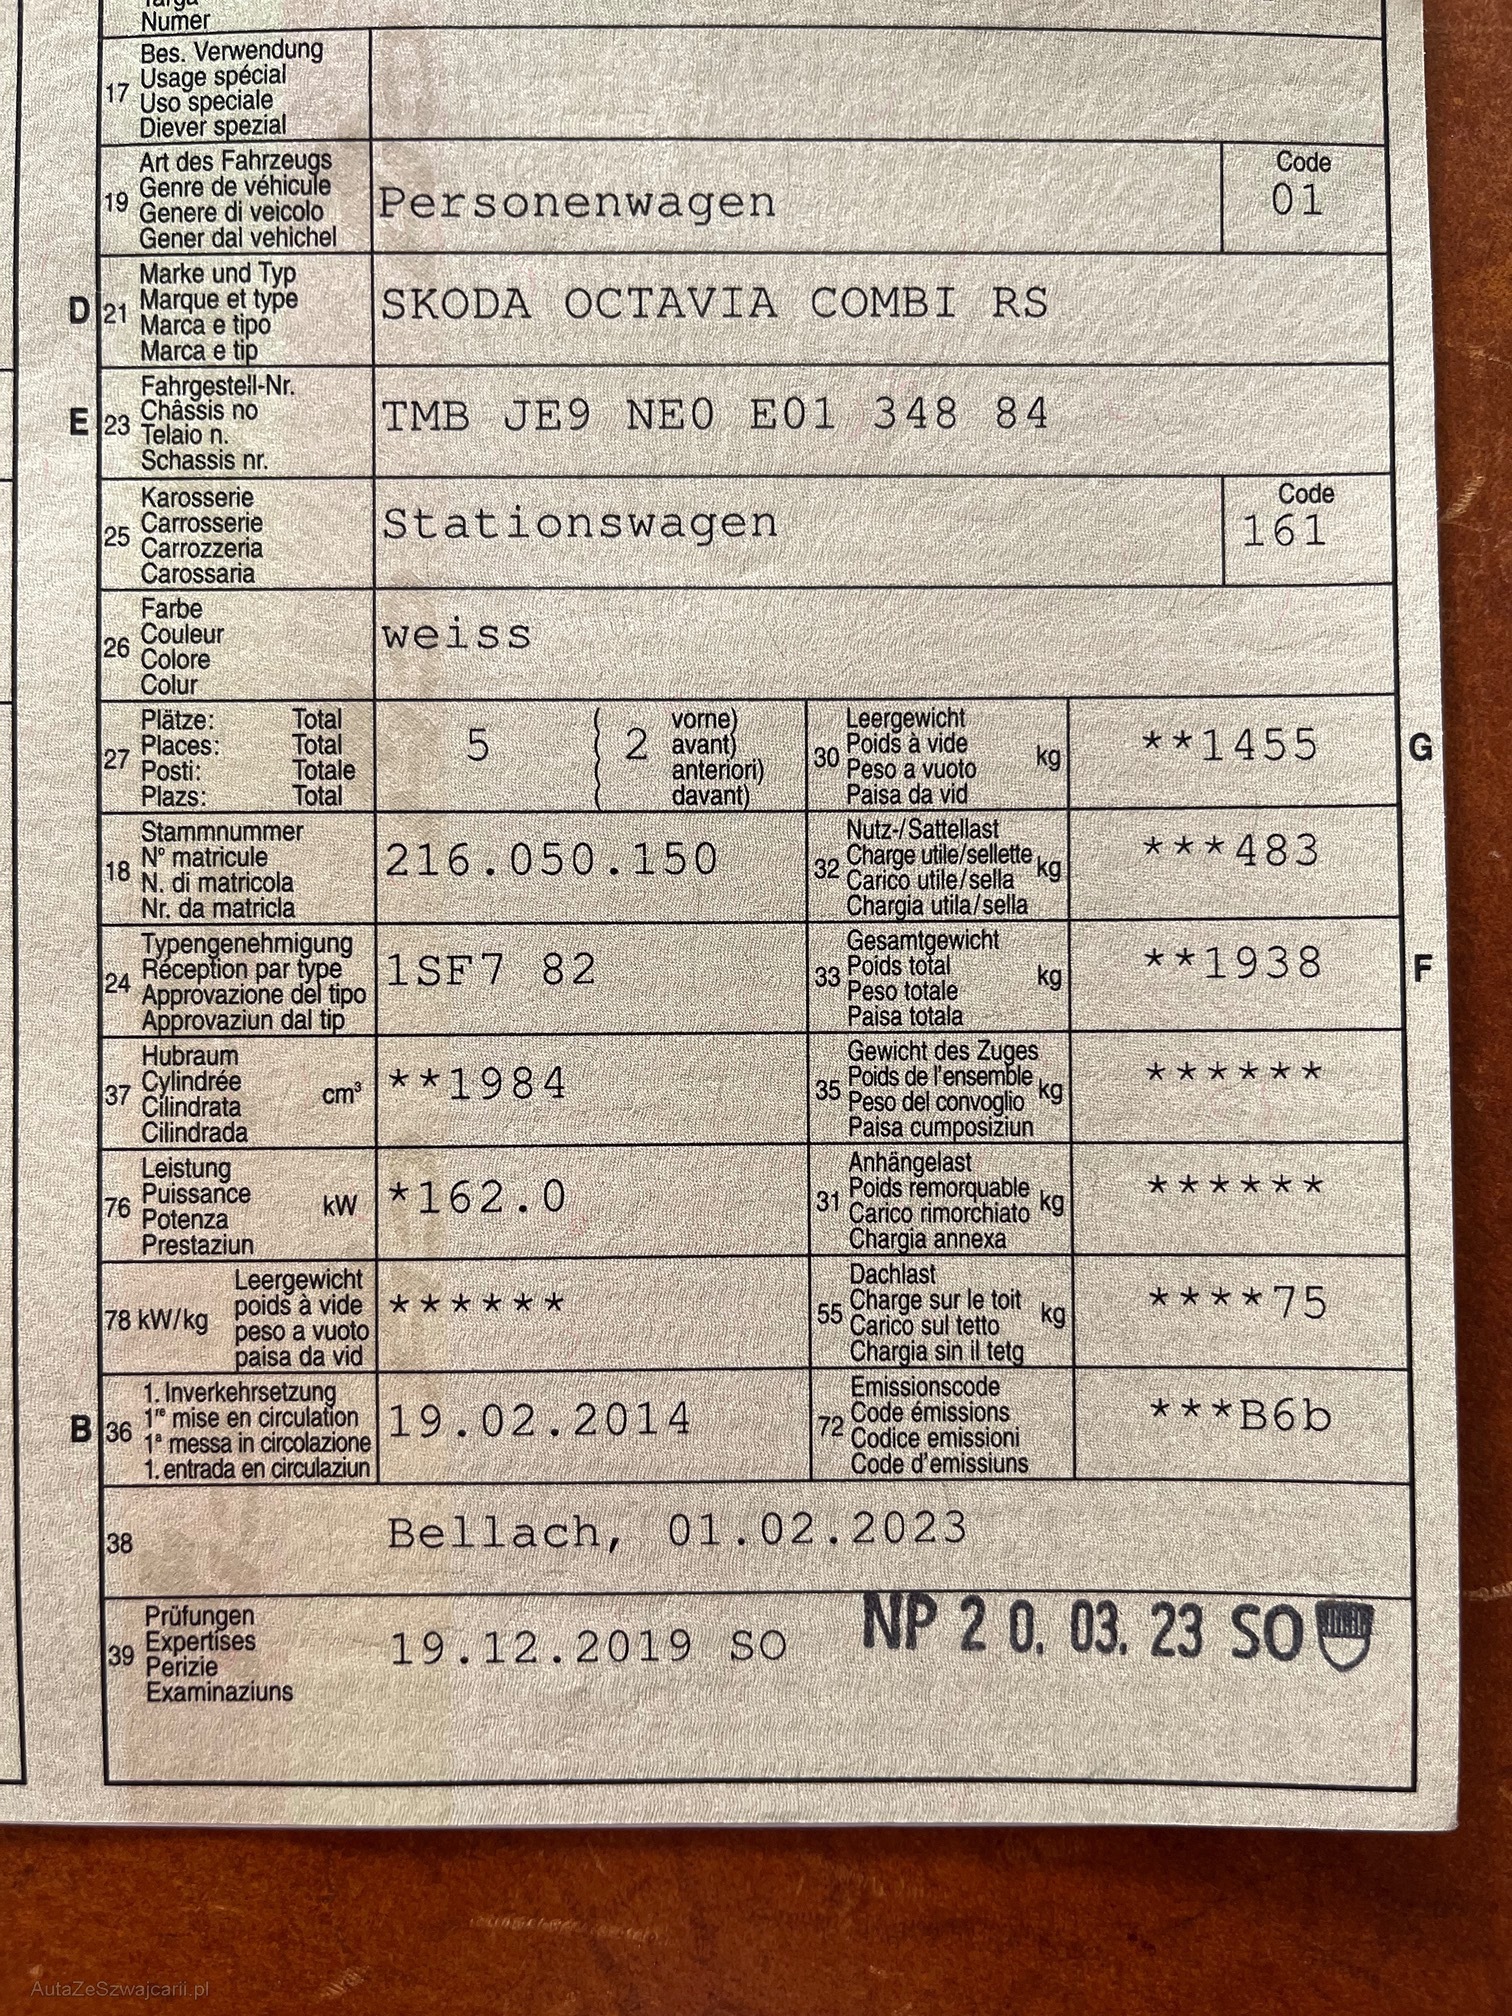 Targa
Numer
17 Bes. Verwendung
Usage spécial
Uso speciale
Diever spezial
19 Art des Fahrzeugs
Genre de véhicule
Genere di veicolo
Gener dal vehichel
Personenwagen
Code
01
D 21 Marke und Typ
Marque et type
Marca e tipo
Marca e tip
SKODA OCTAVIA COMBI RS
E 23 Fahrgestell-Nr.
Châssis no
Telaio n.
Schassis nr.
TMB JE9 NE0 E01 348 84
25 Karosserie
Carrosserie
Carrozzeria
Carossaria
Stationswagen
Code
161
26 Farbe
Couleur
Colore
Colur
weiss
27 Plätze: Total
Places: Total
Posti: Totale
Plazs: Total
5 ( 2 vorne)
( avant)
( anteriori)
( davant)
30 Leergewicht
Poids à vide
Peso a vuoto
Paisa da vid
kg
**1455
G
18 Stammnummer
N° matricule
N. di matricola
Nr. da matricla
216.050.150
32 Nutz-/Sattellast
Charge utile/sellette
Carico utile/sella
Chargia utila/sella
kg
***483
24 Typengenehmigung
Réception par type
Approvazione del tipo
Approvaziun dal tip
1SF7 82
33 Gesamtgewicht
Poids total
Peso totale
Paisa totala
kg
**1938
F
37 Hubraum
Cylindrée
Cilindrata
Cilindrada
cm³
**1984
35 Gewicht des Zuges
Poids de l'ensemble
Peso del convoglio
Paisa cumposiziun
kg
******
76 Leistung
Puissance
Potenza
Prestaziun
kW
*162.0
31 Anhängelast
Poids remorquable
Carico rimorchiato
Chargia annexa
kg
******
78 kW/kg Leergewicht
poids à vide
peso a vuoto
paisa da vid
******
55 Dachlast
Charge sur le toit
Carico sul tetto
Chargia sin il tetg
kg
****75
B 36 1. Inverkehrsetzung
1re mise en circulation
1a messa in circolazione
1. entrada en circulaziun
19.02.2014
72 Emissionscode
Code émissions
Codice emissioni
Code d'emissiuns
***B6b
38 Bellach, 01.02.2023
39 Prüfungen
Expertises
Perizie
Examinaziuns
19.12.2019 SO
NP 20. 03. 23 SO
AutaZeSzwajcarii.pl